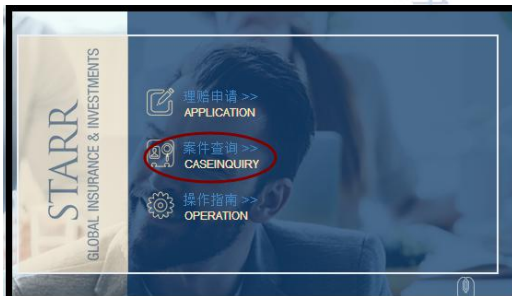 STARR
GLOBAL INSURANCE & INVESTMENTS
理赔申请 >>
APPLICATION
案件查询 >>
CASEINQUIRY
操作指南 >>
OPERATION